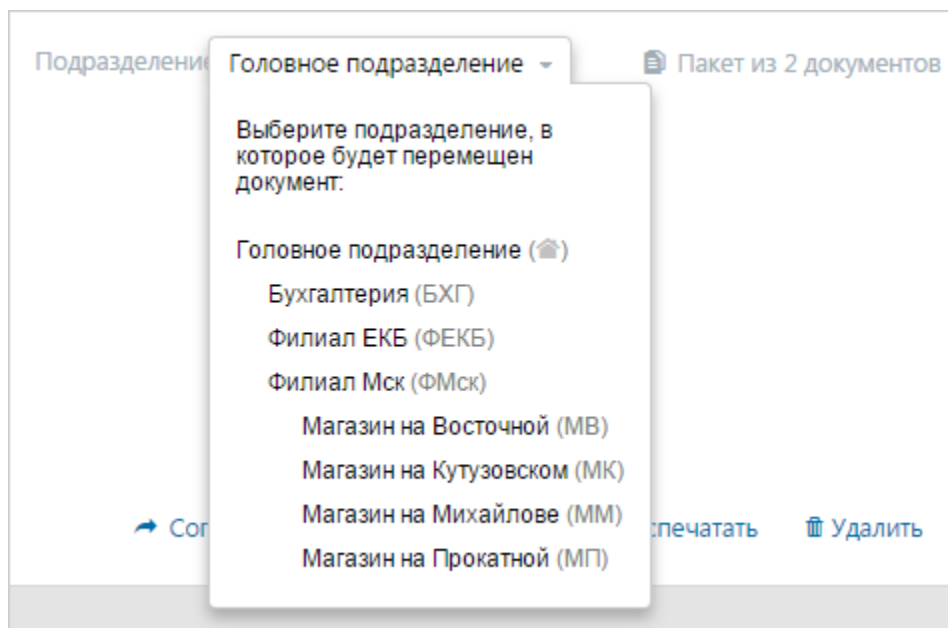 Подразделение Головное подразделение Пакет из 2 документов
Выберите подразделение, в
которое будет перемещен
документ:
Головное подразделение ()
Бухгалтерия (БХГ)
Филиал ЕКБ (ФЕКБ)
Филиал Мск (ФМск)
Магазин на Восточной (МВ)
Магазин на Кутузовском (МК)
Магазин на Михайлове (ММ)
Магазин на Прокатной (МП)
Удалить